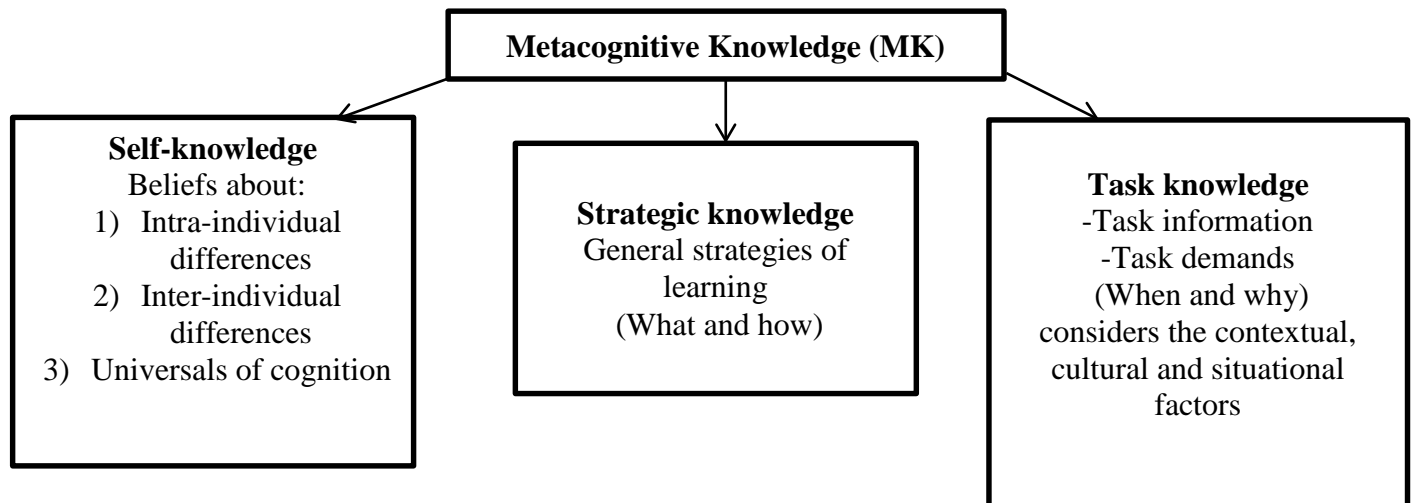 Metacognitive Knowledge (MK)
Self-knowledge
Beliefs about:
1) Intra-individual
differences
2) Inter-individual
differences
3) Universals of cognition
Strategic knowledge
General strategies of
learning
(What and how)
Task knowledge
-Task information
-Task demands
(When and why)
considers the contextual,
cultural and situational
factors